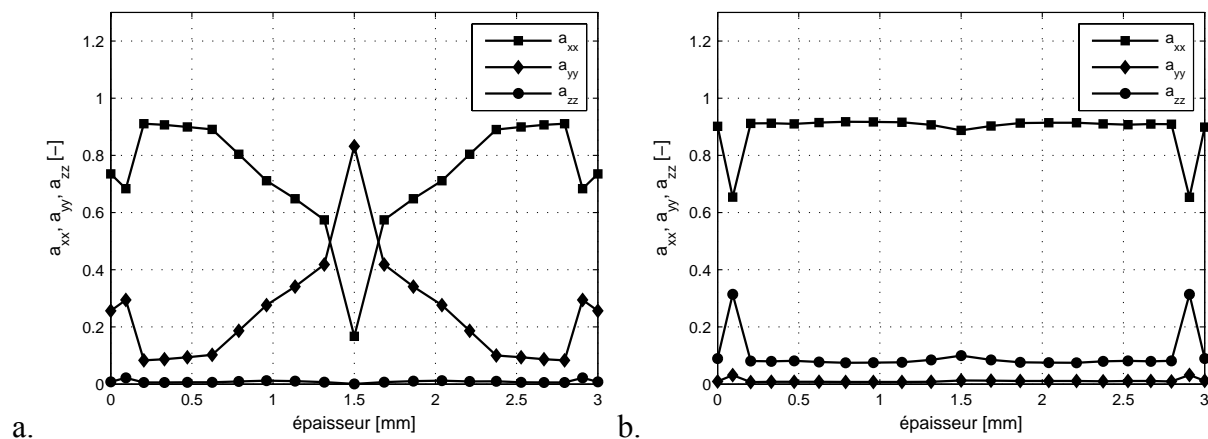 a_xx, a_yy, a_zz [−]
1.2
1
0.8
0.6
0.4
0.2
0
a_xx
a_yy
a_zz
0 0.5 1 1.5 2 2.5 3
épaisseur [mm]
a.
a_xx, a_yy, a_zz [−]
1.2
1
0.8
0.6
0.4
0.2
0
a_xx
a_yy
a_zz
0 0.5 1 1.5 2 2.5 3
épaisseur [mm]
b.